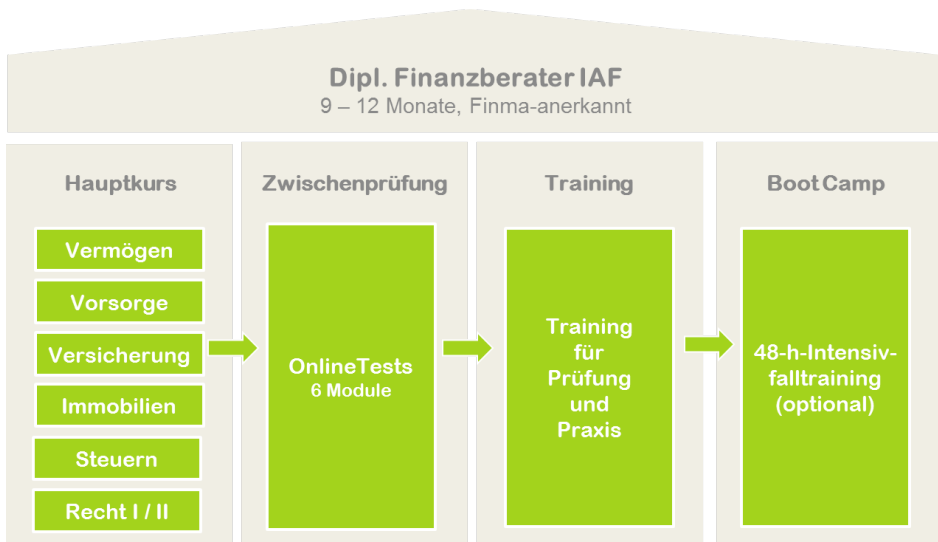 Dipl. Finanzberater IAF
9 – 12 Monate, Finma-anerkannt
Hauptkurs
Vermögen
Vorsorge
Versicherung
Immobilien
Steuern
Recht I / II
Zwischenprüfung
OnlineTests
6 Module
Training
Training
für
Prüfung
und
Praxis
Boot Camp
48-h-Intensiv-
falltraining
(optional)